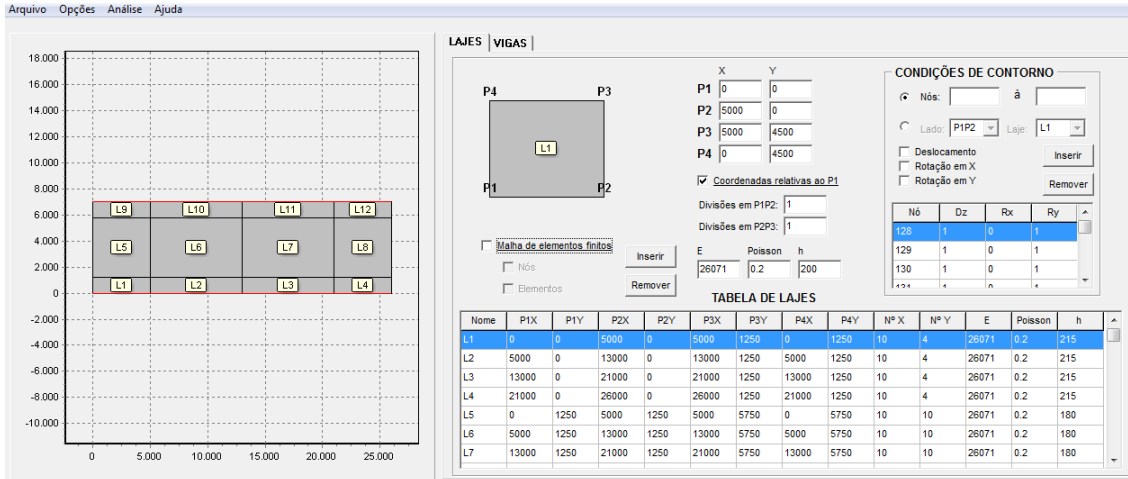 Arquivo Opções Análise Ajuda
18.000
16.000
14.000
12.000
10.000
8.000
6.000
4.000
2.000
0
-2.000
-4.000
-6.000
-8.000
-10.000
0 5.000 10.000 15.000 20.000 25.000
L9 L10 L11 L12
L5 L6 L7 L8
L1 L2 L3 L4
LAJES VIGAS
P4 P3
L1
P1 P2
X Y
P1 0 0
P2 5000 0
P3 5000 4500
P4 0 4500
Coordenadas relativas ao P1
Divisões em P1P2: 1
Divisões em P2P3: 1
E Poisson h
26071 0.2 200
Malha de elementos finitos
Nós
Elementos
Inserir
Remover
CONDIÇÕES DE CONTORNO
Nós: à
Lado: P1P2 Laje: L1
Deslocamento
Rotação em X
Rotação em Y
Inserir
Remover
Nó Dz Rx Ry
128 1 0 1
129 1 0 1
130 1 0 1
131 1 0 1
TABELA DE LAJES
Nome P1X P1Y P2X P2Y P3X P3Y P4X P4Y Nº X Nº Y E Poisson h
L1 0 0 5000 0 5000 1250 0 1250 10 4 26071 0.2 215
L2 5000 0 13000 0 13000 1250 5000 1250 10 4 26071 0.2 215
L3 13000 0 21000 0 21000 1250 13000 1250 10 4 26071 0.2 215
L4 21000 0 26000 0 26000 1250 21000 1250 10 4 26071 0.2 215
L5 0 1250 5000 1250 5000 5750 0 5750 10 10 26071 0.2 180
L6 5000 1250 13000 1250 13000 5750 5000 5750 10 10 26071 0.2 180
L7 13000 1250 21000 1250 21000 5750 13000 5750 10 10 26071 0.2 180